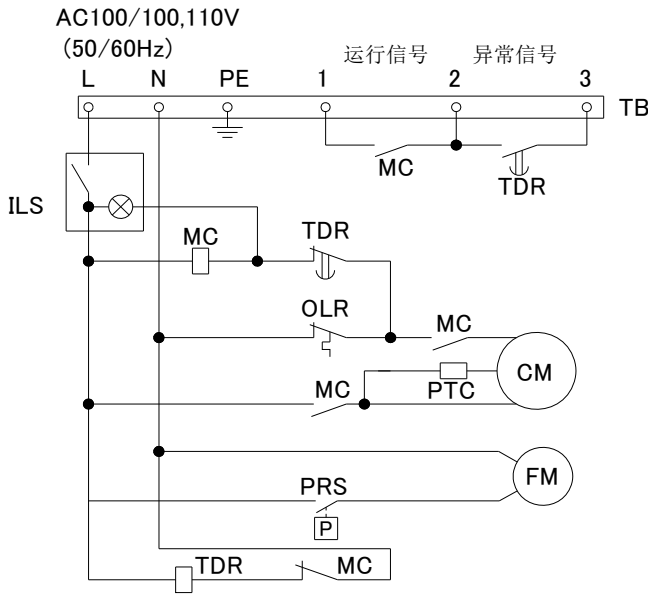 AC100/100,110V
(50/60Hz)
运行信号 异常信号
L N PE 1 2 3
TB
MC
TDR
ILS
MC TDR
OLR
MC
CM
PTC
MC
FM
PRS
P
TDR MC